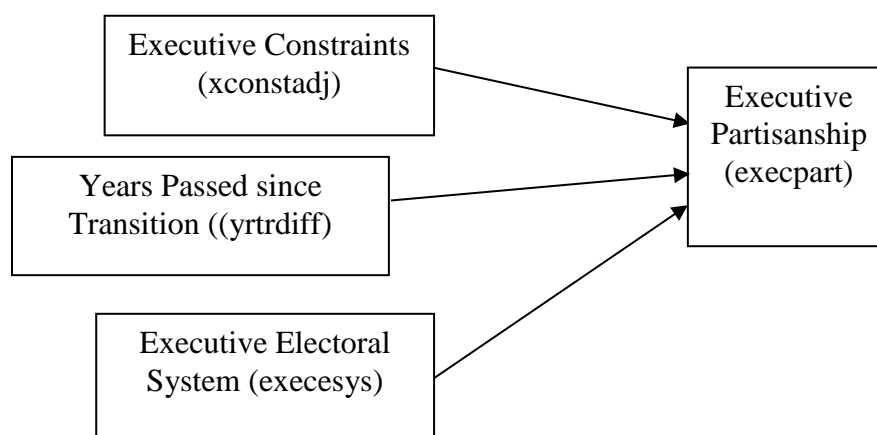 Executive Constraints
(xconstadj)
Executive
Partisanship
(execpart)
Years Passed since
Transition ((yrtrdiff)
Executive Electoral
System (execesys)